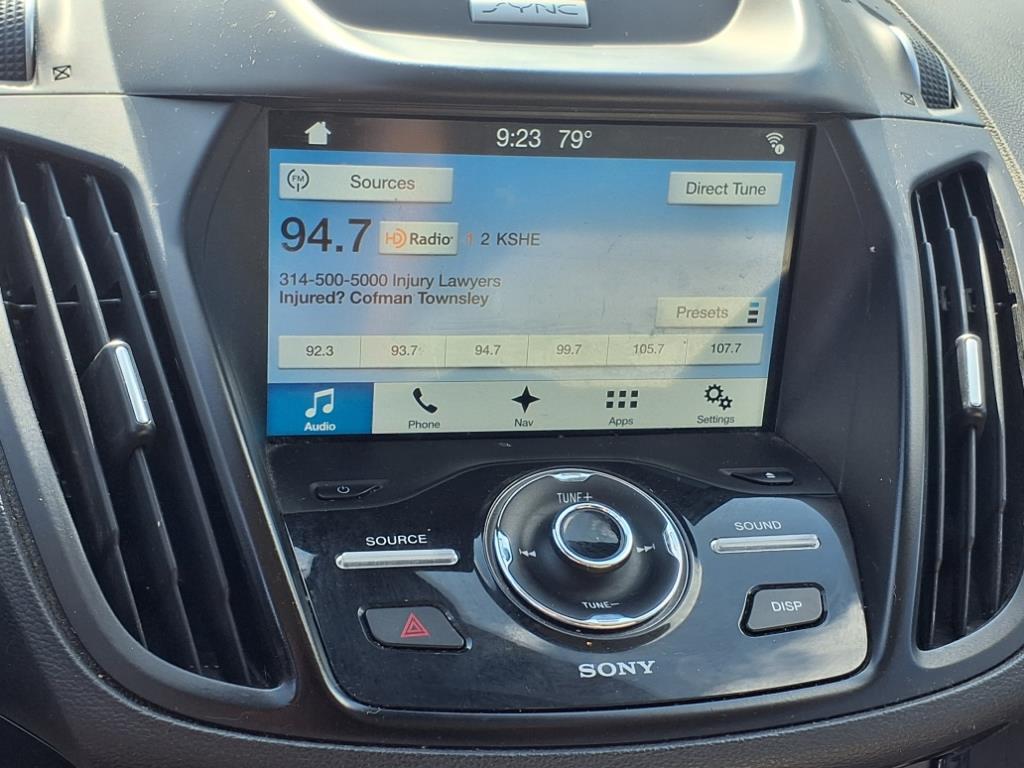 SYNC
9:23 79°
FM Sources
Direct Tune
94.7 HD Radio 1 2 KSHE
314-500-5000 Injury Lawyers
Injured? Cofman Townsley
Presets
92.3 93.7 94.7 99.7 105.7 107.7
Audio Phone Nav Apps Settings
TUNE+
SOURCE
SOUND
TUNE−
DISP
SONY